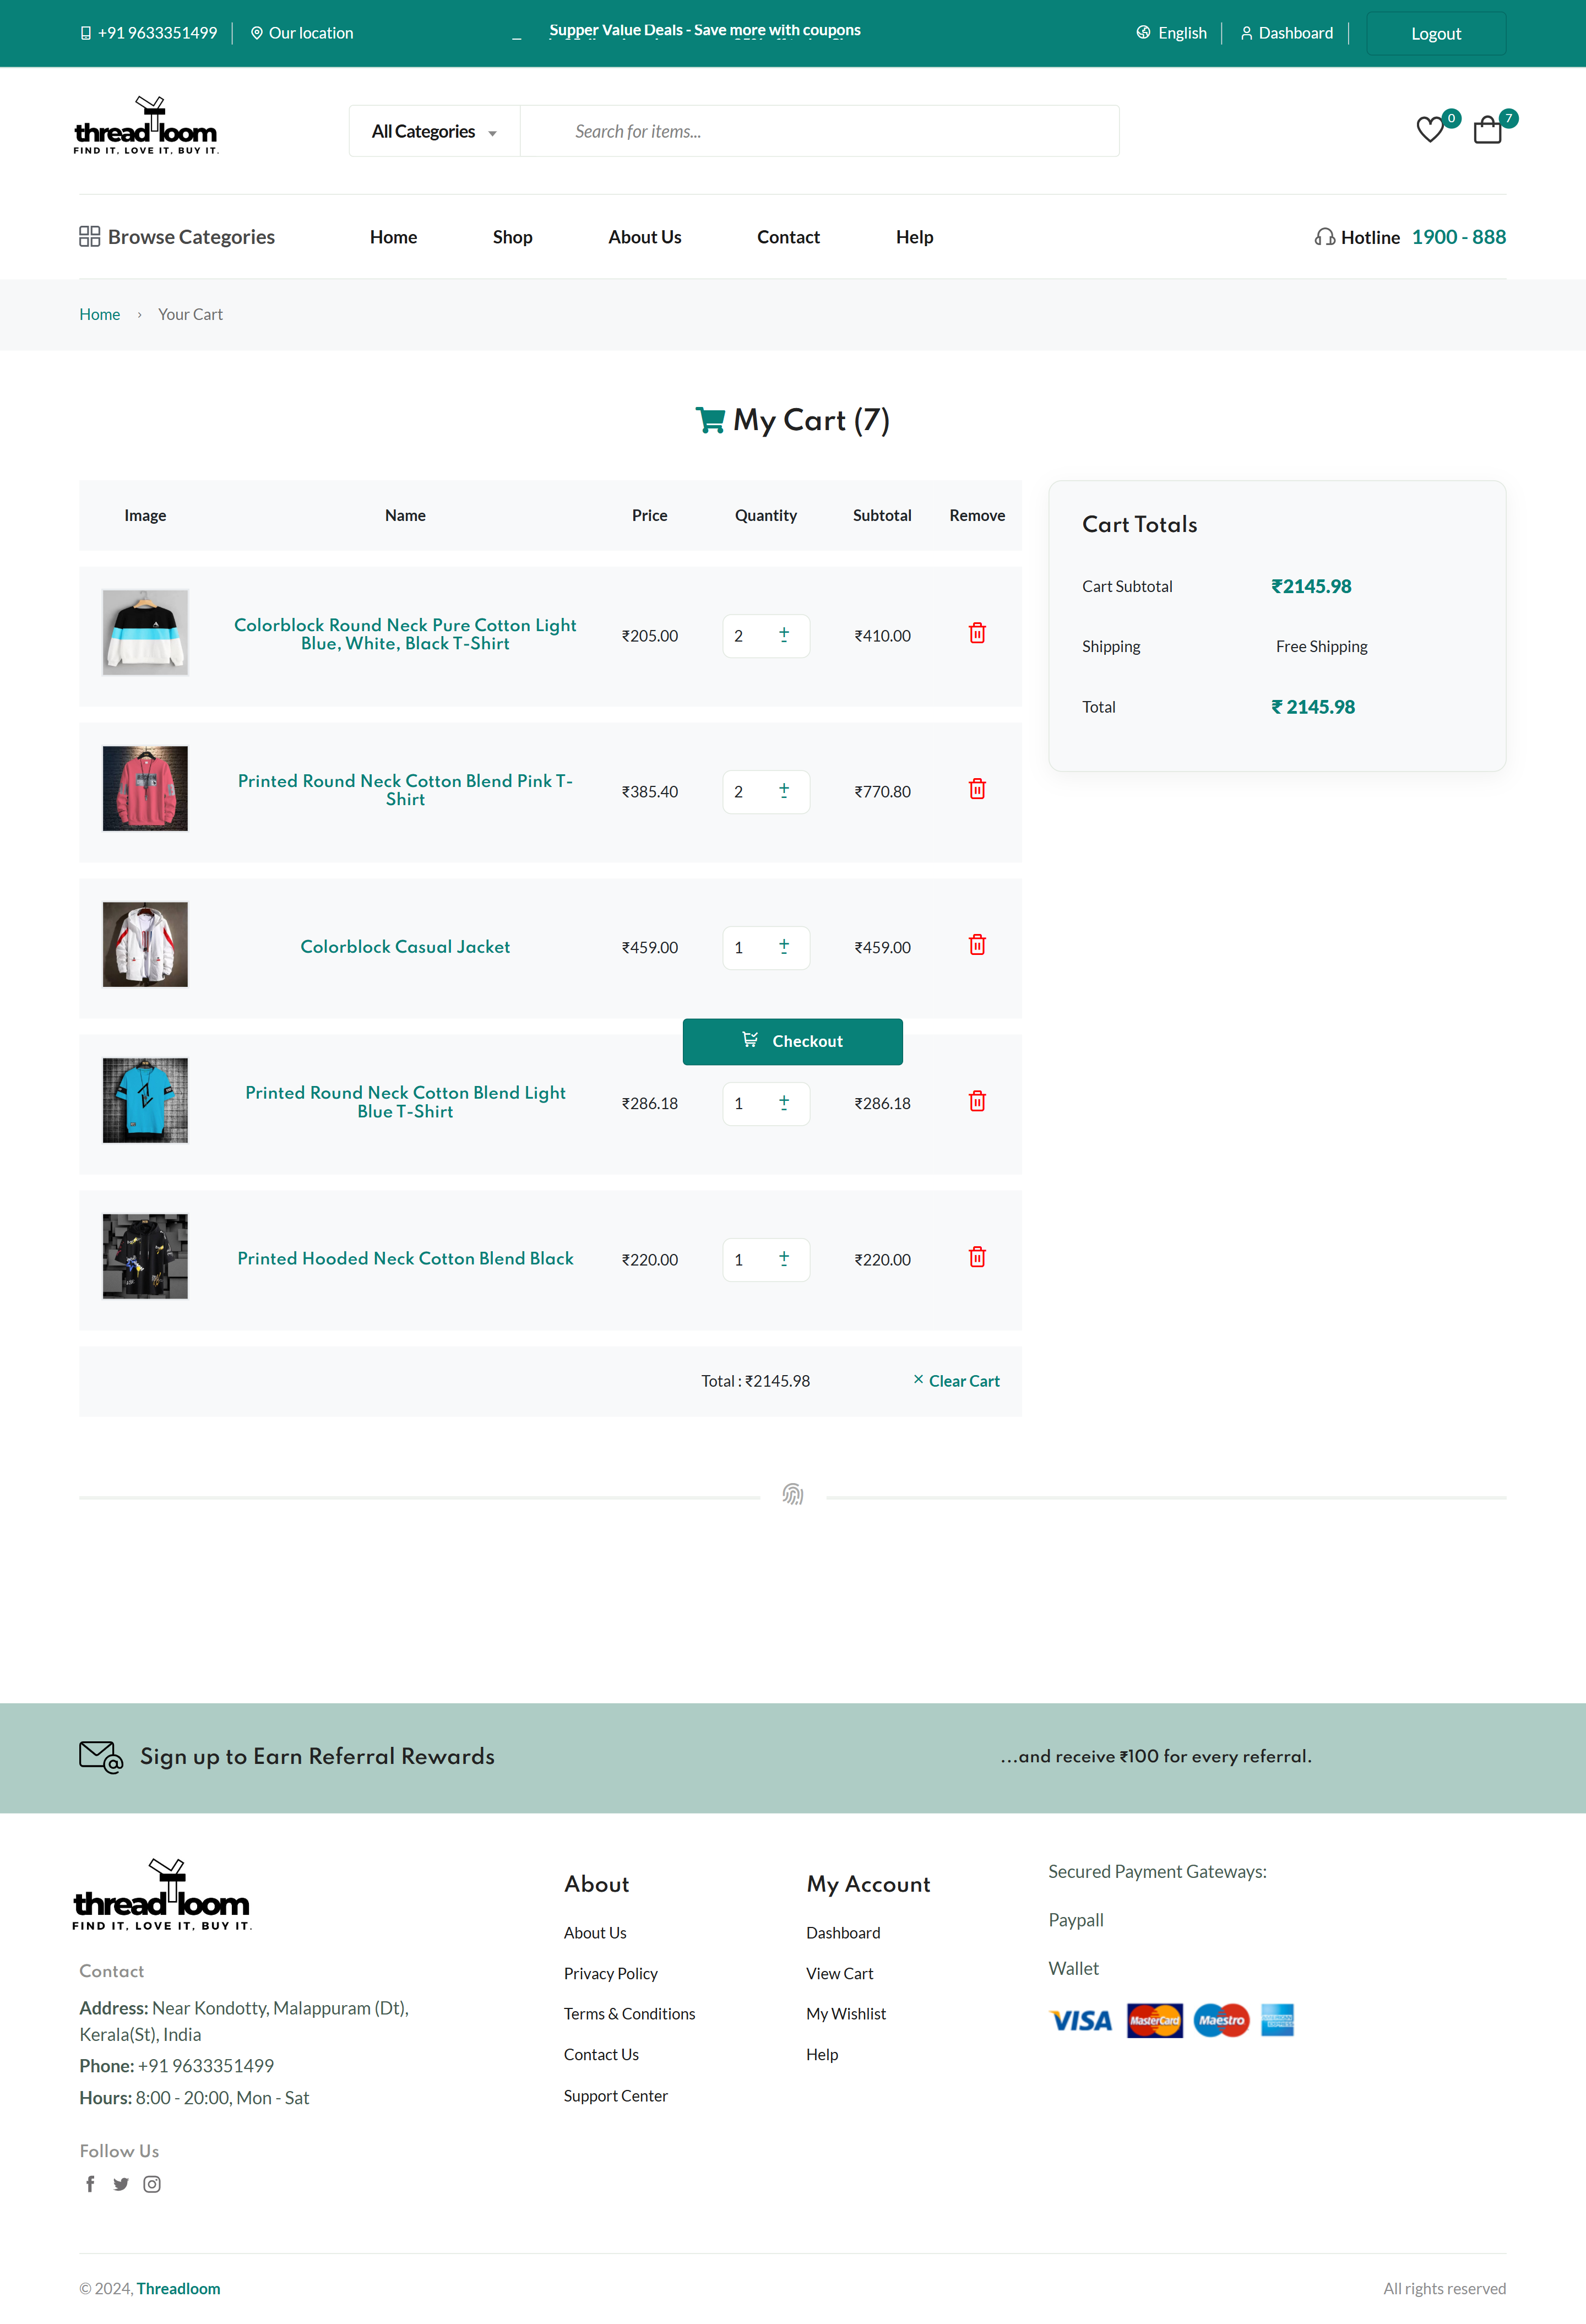 +91 9633351499
Our location
Supper Value Deals - Save more with coupons
English
Dashboard
Logout
threadloom
FIND IT, LOVE IT, BUY IT.
All Categories
Search for items...
0
7
Browse Categories
Home
Shop
About Us
Contact
Help
Hotline 1900 - 888
Home › Your Cart
My Cart (7)
Image Name Price Quantity Subtotal Remove
Colorblock Round Neck Pure Cotton Light
Blue, White, Black T-Shirt
₹205.00
2
₹410.00
Printed Round Neck Cotton Blend Pink T-
Shirt
₹385.40
2
₹770.80
Colorblock Casual Jacket
₹459.00
1
₹459.00
Checkout
Printed Round Neck Cotton Blend Light
Blue T-Shirt
₹286.18
1
₹286.18
Printed Hooded Neck Cotton Blend Black
₹220.00
1
₹220.00
Total : ₹2145.98
Clear Cart
Cart Totals
Cart Subtotal ₹2145.98
Shipping Free Shipping
Total ₹ 2145.98
Sign up to Earn Referral Rewards
...and receive ₹100 for every referral.
threadloom
FIND IT, LOVE IT, BUY IT.
Contact
Address: Near Kondotty, Malappuram (Dt),
Kerala(St), India
Phone: +91 9633351499
Hours: 8:00 - 20:00, Mon - Sat
Follow Us
About
About Us
Privacy Policy
Terms & Conditions
Contact Us
Support Center
My Account
Dashboard
View Cart
My Wishlist
Help
Secured Payment Gateways:
Paypall
Wallet
VISA
MasterCard
Maestro
AMERICAN EXPRESS
© 2024, Threadloom
All rights reserved